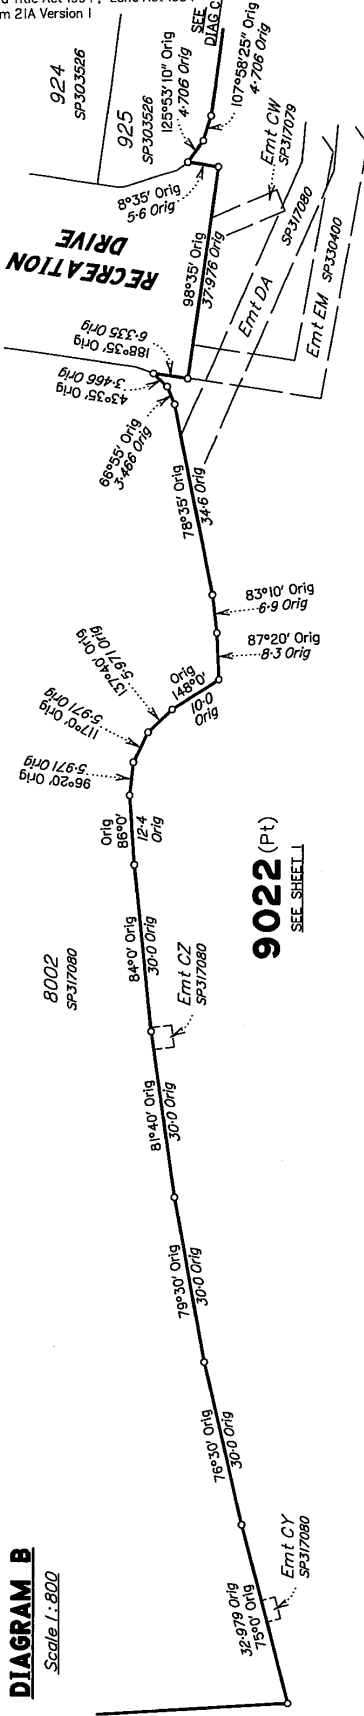 DIAGRAM B
Scale 1:800
32·979 Orig
75°0' Orig
Emt CY
SP317080
76°30' Orig
30·0 Orig
79°30' Orig
30·0 Orig
81°40' Orig
30·0 Orig
8002
SP317080
Emt CZ
SP317080
84°0' Orig
30·0 Orig
Orig
86°0'
12·4
Orig
96°20' Orig
5·971 Orig
117°0' Orig
5·971 Orig
137°40' Orig
5·971 Orig
Orig
148°0'
10·0
Orig
9022 (Pt)
SEE SHEET 1
87°20' Orig
8·3 Orig
83°10' Orig
6·9 Orig
78°35' Orig
34·6 Orig
66°55' Orig
3·466 Orig
43°35' Orig
3·466 Orig
188°35' Orig
6·335 Orig
RECREATION
DRIVE
98°35' Orig
37·976 Orig
8°35' Orig
5·6 Orig
Emt DA
SP317080
Emt EM SP330400
Emt CW
SP317079
924
SP303526
925
SP303526
125°53'10" Orig
4·706 Orig
107°58'25" Orig
4·706 Orig
SEE
DIAG C
Title Act 1994 ;
m 21A Version 1